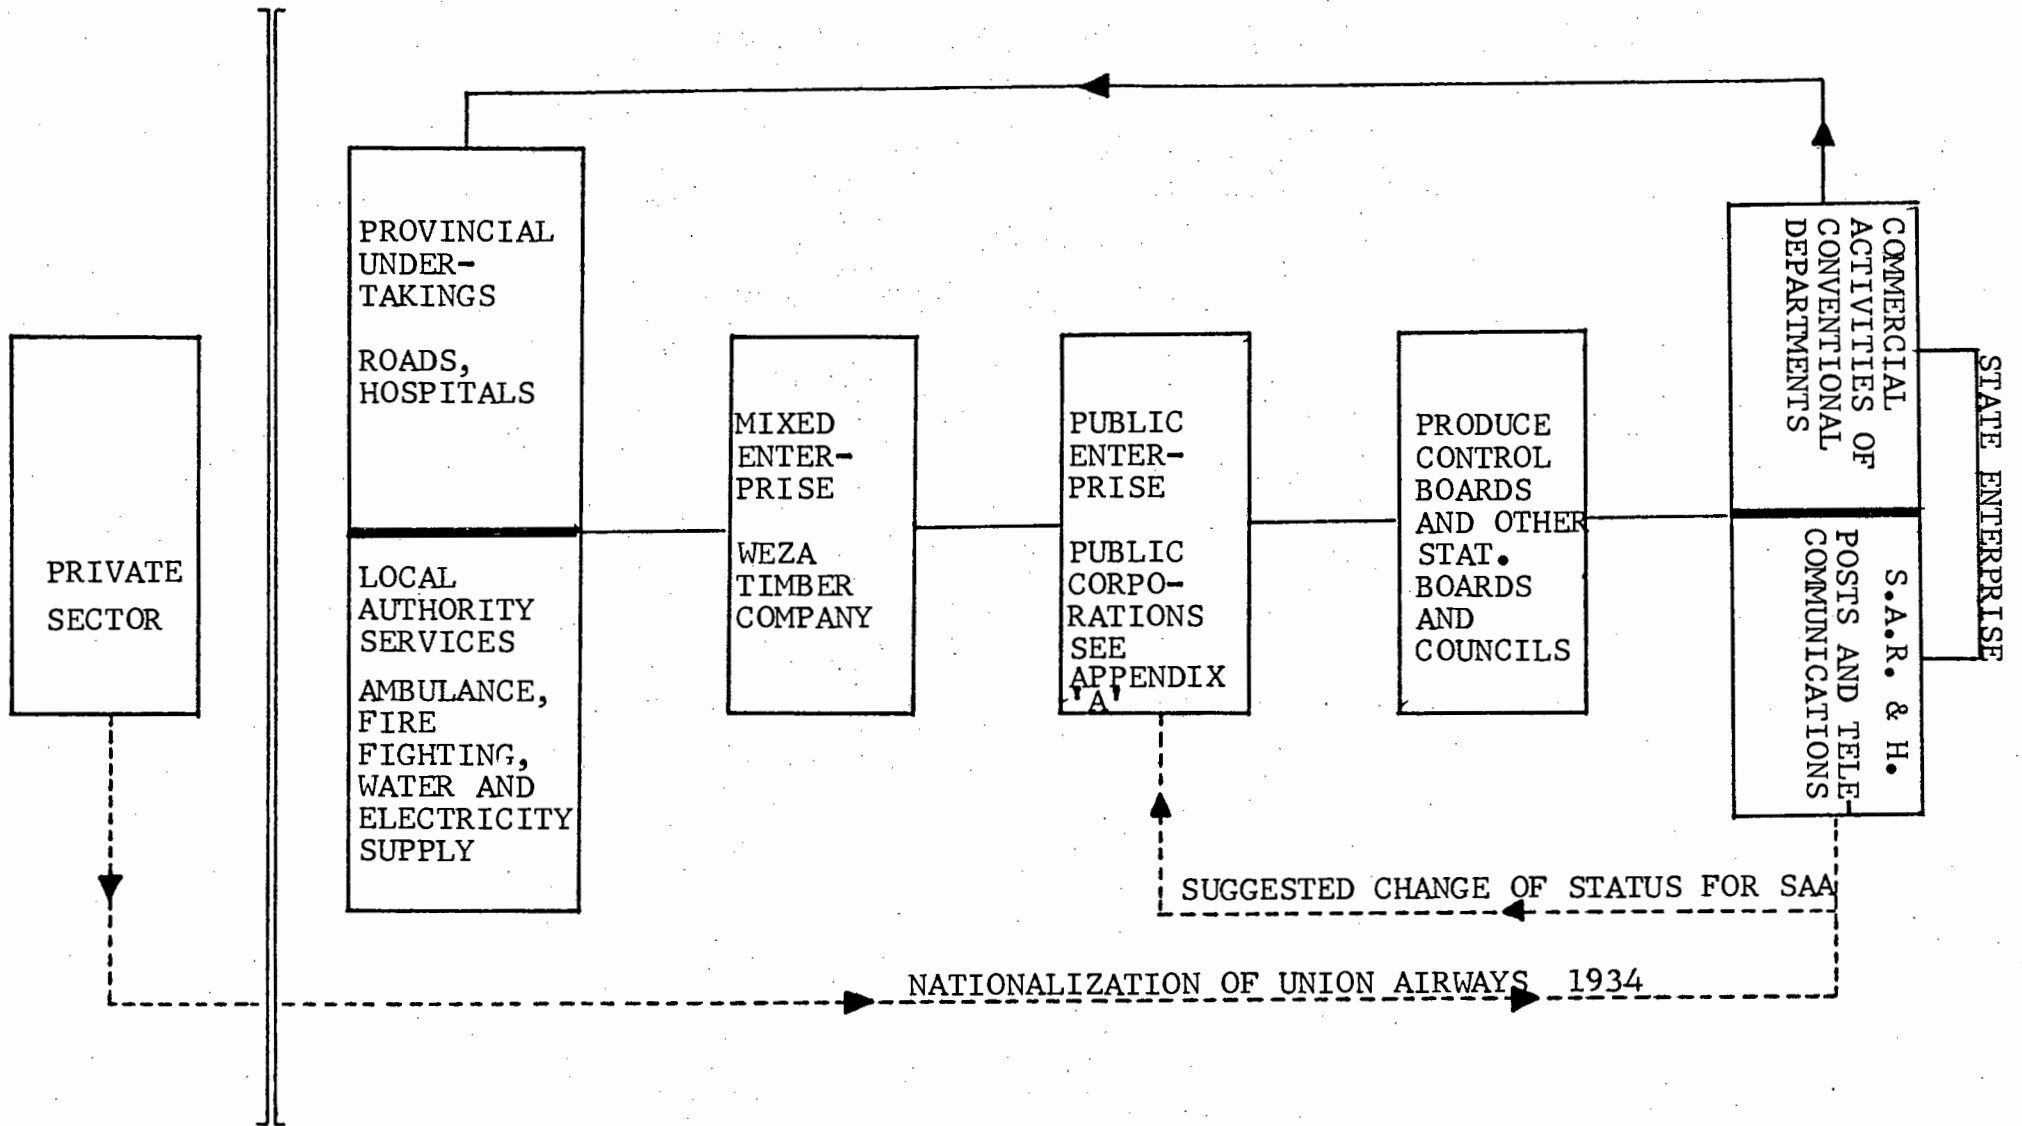 PRIVATE
SECTOR
PROVINCIAL
UNDER-
TAKINGS
ROADS,
HOSPITALS
LOCAL
AUTHORITY
SERVICES
AMBULANCE,
FIRE
FIGHTING,
WATER AND
ELECTRICITY
SUPPLY
MIXED
ENTER-
PRISE
WEZA
TIMBER
COMPANY
PUBLIC
ENTER-
PRISE
PUBLIC
CORPO-
RATIONS
SEE
APPENDIX
'A'
PRODUCE
CONTROL
BOARDS
AND OTHER
STAT.
BOARDS
AND
COUNCILS
COMMERCIAL
ACTIVITIES OF
CONVENTIONAL
DEPARTMENTS
S.A.R. & H.
POSTS AND TELE-
COMMUNICATIONS
STATE ENTERPRISE
SUGGESTED CHANGE OF STATUS FOR SAA
NATIONALIZATION OF UNION AIRWAYS 1934